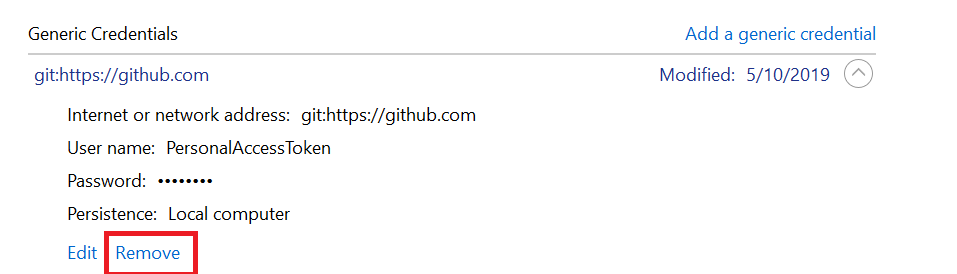 Generic Credentials Add a generic credential
git:https://github.com Modified: 5/10/2019
Internet or network address: git:https://github.com
User name: PersonalAccessToken
Password: ••••••••
Persistence: Local computer
Edit Remove